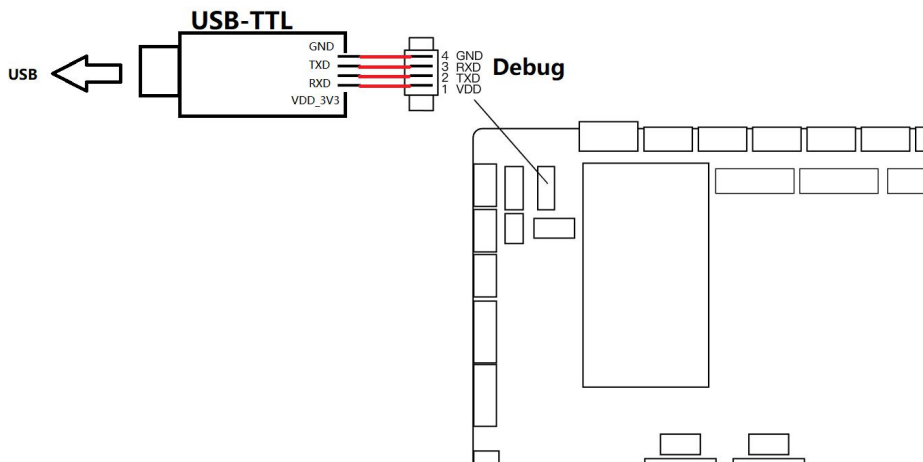 USB-TTL
USB
GND
TXD
RXD
VDD_3V3
4 GND
3 RXD
2 TXD
1 VDD
Debug